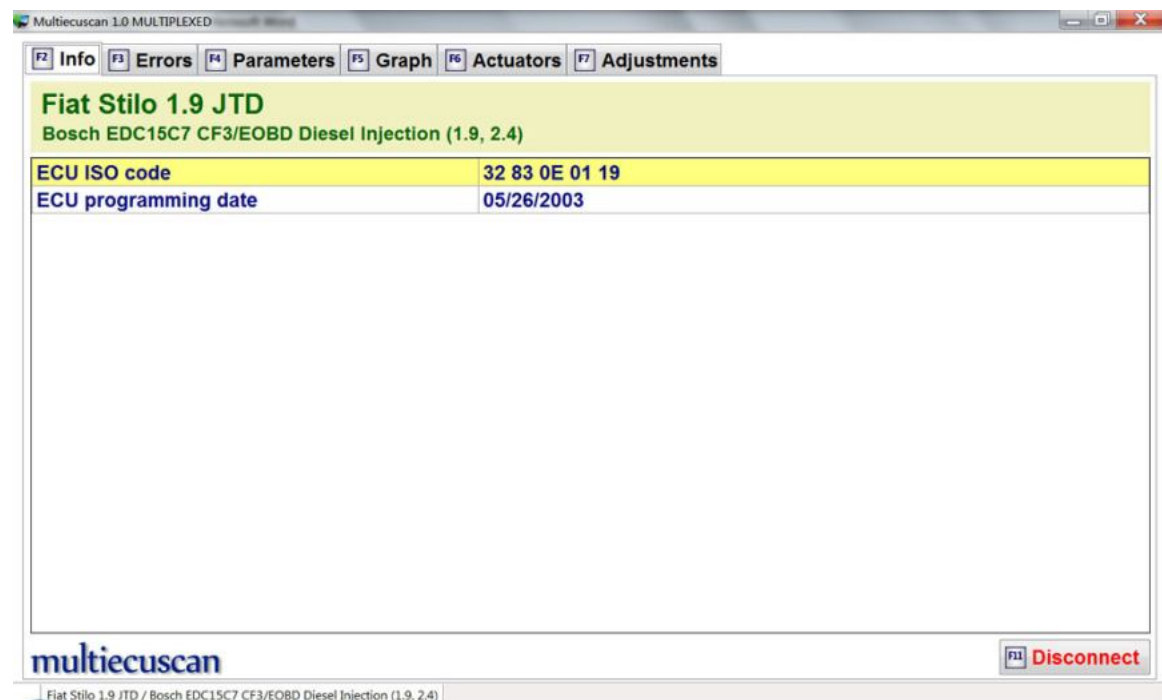 Multiecuscan 1.0 MULTIPLEXED
F2 Info F3 Errors F4 Parameters F5 Graph F6 Actuators F7 Adjustments
Fiat Stilo 1.9 JTD
Bosch EDC15C7 CF3/EOBD Diesel Injection (1.9, 2.4)
ECU ISO code 32 83 0E 01 19
ECU programming date 05/26/2003
multiecuscan
F11 Disconnect
Fiat Stilo 1.9 JTD / Bosch EDC15C7 CF3/EOBD Diesel Injection (1.9, 2.4)